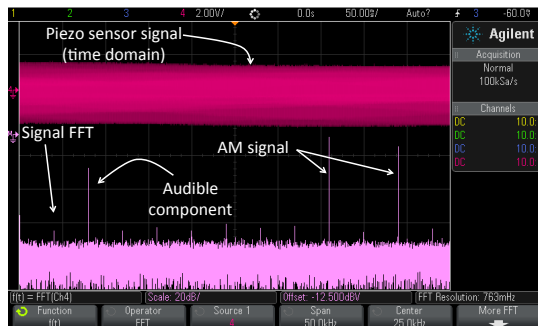 1 2 3 4 2.00V/ 0.0s 50.00s/ Auto? 3 -60.0V
Piezo sensor signal
(time domain)
Agilent
Acquisition
Normal
100kSa/s
Channels
DC 10.0:
DC 10.0:
DC 10.0:
DC 10.0:
Signal FFT
AM signal
Audible
component
f(t) = FFT(Ch4) Scale: 20dB/ Offset: -12.500dBV FFT Resolution: 763mHz
Function Operator Source 1 Span Center More FFT
f(t) FFT 4 50.0kHz 25.0kHz